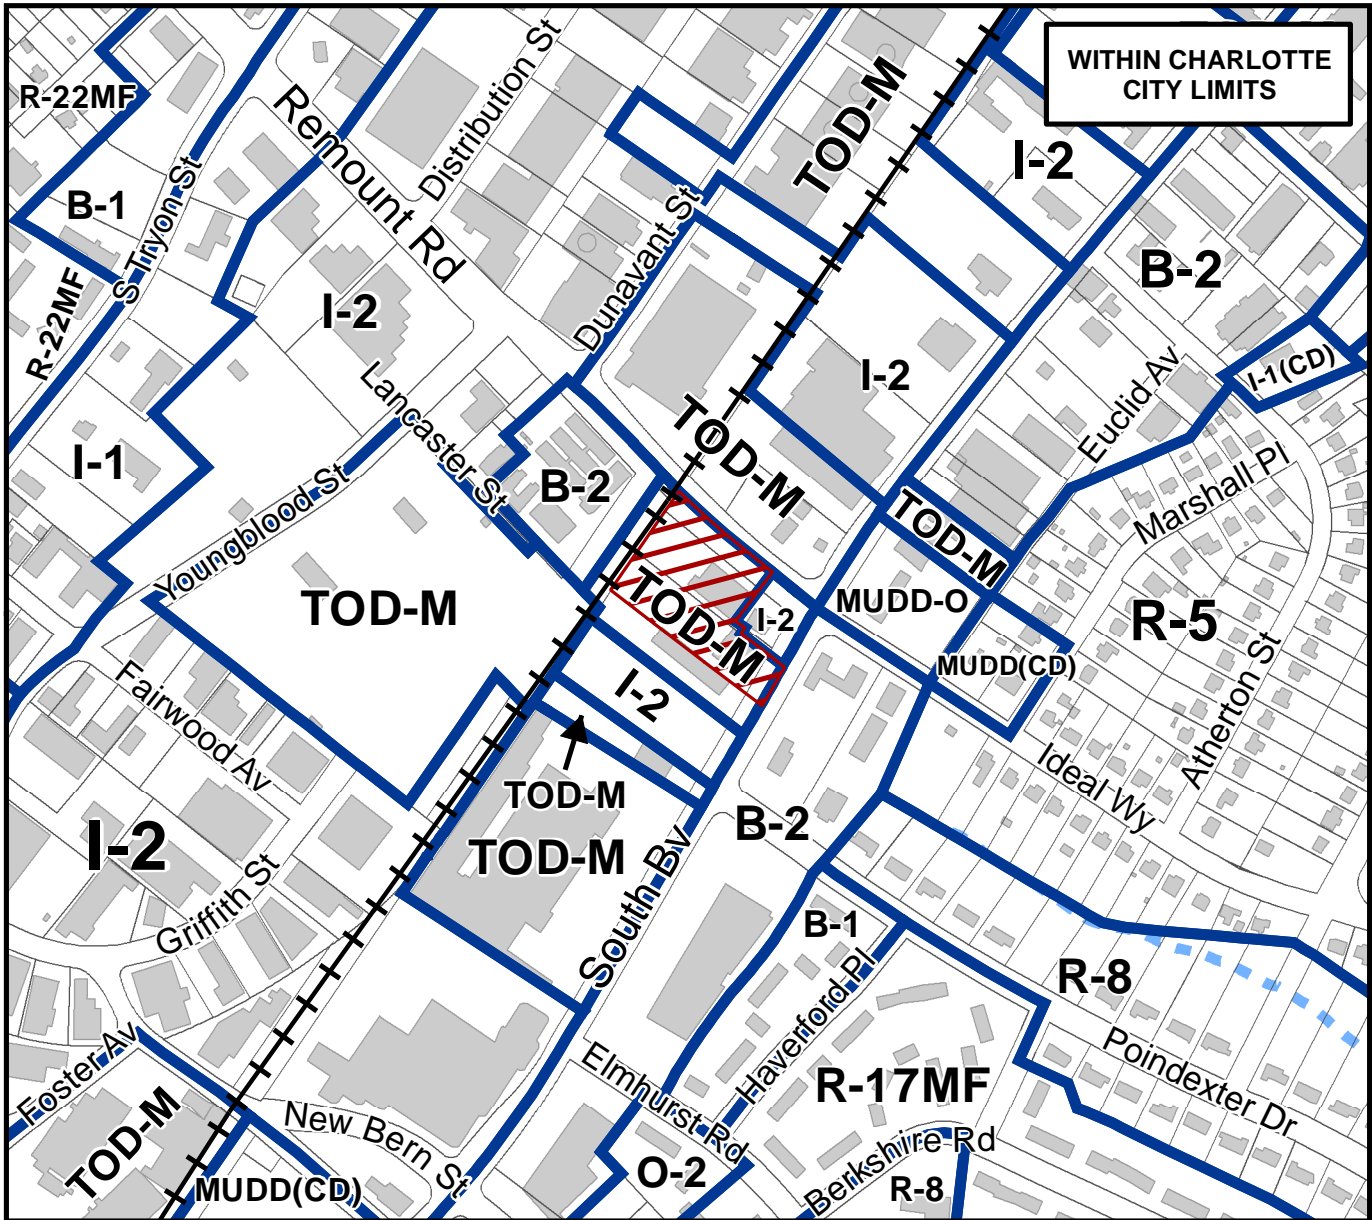 WITHIN CHARLOTTE
CITY LIMITS
R-22MF
Remount Rd
Distribution St
TOD-M
I-2
B-1
S Tryon St
B-2
R-22MF
I-2
Dunavant St
I-2
I-1(CD)
Lancaster St
Euclid Av
TOD-M
I-1
B-2
Marshall Pl
Youngblood St
TOD-M
TOD-M
TOD-M
I-2
MUDD-O
R-5
MUDD(CD)
Atherton St
Fairwood Av
I-2
TOD-M
Ideal Wy
I-2
TOD-M
B-2
South Bv
Griffith St
B-1
Haverford Pl
R-8
Foster Av
Elmhurst Rd
R-17MF
Poindexter Dr
TOD-M
New Bern St
MUDD(CD)
O-2
Berkshire Rd
R-8